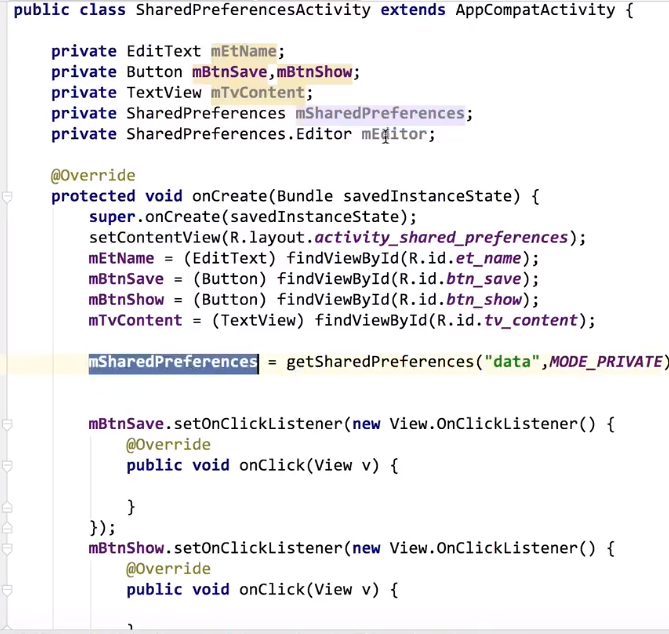 public class SharedPreferencesActivity extends AppCompatActivity {
private EditText mEtName;
private Button mBtnSave,mBtnShow;
private TextView mTvContent;
private SharedPreferences mSharedPreferences;
private SharedPreferences.Editor mEditor;
@Override
protected void onCreate(Bundle savedInstanceState) {
super.onCreate(savedInstanceState);
setContentView(R.layout.activity_shared_preferences);
mEtName = (EditText) findViewById(R.id.et_name);
mBtnSave = (Button) findViewById(R.id.btn_save);
mBtnShow = (Button) findViewById(R.id.btn_show);
mTvContent = (TextView) findViewById(R.id.tv_content);
mSharedPreferences = getSharedPreferences("data",MODE_PRIVATE)
mBtnSave.setOnClickListener(new View.OnClickListener() {
@Override
public void onClick(View v) {
}
});
mBtnShow.setOnClickListener(new View.OnClickListener() {
@Override
public void onClick(View v) {
}